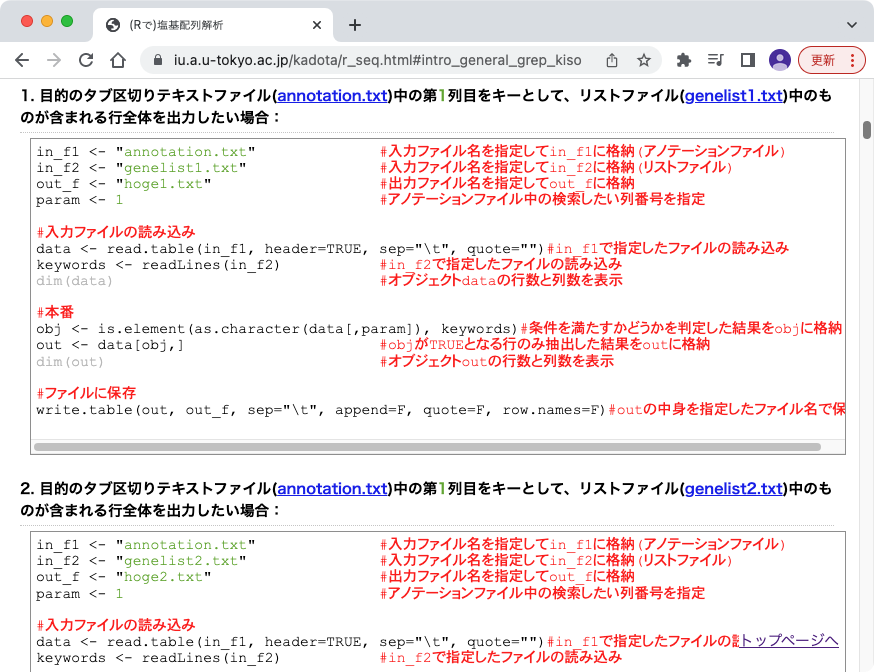 (Rで)塩基配列解析
iu.a.u-tokyo.ac.jp/kadota/r_seq.html#intro_general_grep_kiso
更新
1. 目的のタブ区切りテキストファイル(annotation.txt)中の第1列目をキーとして、リストファイル(genelist1.txt)中のも
のが含まれる行全体を出力したい場合：
in_f1 <- "annotation.txt" #入力ファイル名を指定してin_f1に格納(アノテーションファイル)
in_f2 <- "genelist1.txt" #入力ファイル名を指定してin_f2に格納(リストファイル)
out_f <- "hoge1.txt" #出力ファイル名を指定してout_fに格納
param <- 1 #アノテーションファイル中の検索したい列番号を指定
#入力ファイルの読み込み
data <- read.table(in_f1, header=TRUE, sep="\t", quote="")#in_f1で指定したファイルの読み込み
keywords <- readLines(in_f2) #in_f2で指定したファイルの読み込み
dim(data) #オブジェクトdataの行数と列数を表示
#本番
obj <- is.element(as.character(data[,param]), keywords)#条件を満たすかどうかを判定した結果をobjに格納
out <- data[obj,] #objがTRUEとなる行のみ抽出した結果をoutに格納
dim(out) #オブジェクトoutの行数と列数を表示
#ファイルに保存
write.table(out, out_f, sep="\t", append=F, quote=F, row.names=F)#outの中身を指定したファイル名で保
2. 目的のタブ区切りテキストファイル(annotation.txt)中の第1列目をキーとして、リストファイル(genelist2.txt)中のも
のが含まれる行全体を出力したい場合：
in_f1 <- "annotation.txt" #入力ファイル名を指定してin_f1に格納(アノテーションファイル)
in_f2 <- "genelist2.txt" #入力ファイル名を指定してin_f2に格納(リストファイル)
out_f <- "hoge2.txt" #出力ファイル名を指定してout_fに格納
param <- 1 #アノテーションファイル中の検索したい列番号を指定
#入力ファイルの読み込み
data <- read.table(in_f1, header=TRUE, sep="\t", quote="")#in_f1で指定したファイルの トップページへ
keywords <- readLines(in_f2) #in_f2で指定したファイルの読み込み